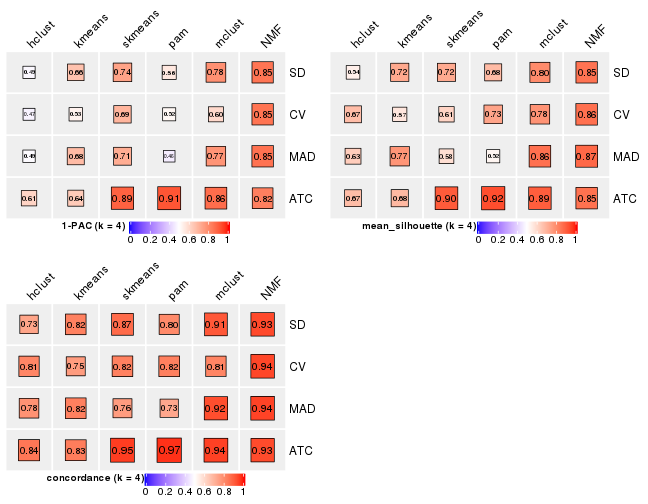 hclust kmeans skmeans pam mclust NMF
0.49 0.66 0.74 0.56 0.78 0.85 SD
0.47 0.53 0.69 0.52 0.60 0.85 CV
0.49 0.68 0.71 0.46 0.77 0.85 MAD
0.61 0.64 0.89 0.91 0.86 0.82 ATC
1-PAC (k = 4)
0 0.2 0.4 0.6 0.8 1
hclust kmeans skmeans pam mclust NMF
0.54 0.72 0.72 0.68 0.80 0.85 SD
0.67 0.57 0.61 0.73 0.78 0.86 CV
0.63 0.77 0.58 0.52 0.86 0.87 MAD
0.67 0.68 0.90 0.92 0.89 0.85 ATC
mean_silhouette (k = 4)
0 0.2 0.4 0.6 0.8 1
hclust kmeans skmeans pam mclust NMF
0.73 0.82 0.87 0.80 0.91 0.93 SD
0.81 0.75 0.82 0.82 0.81 0.94 CV
0.78 0.82 0.76 0.73 0.92 0.94 MAD
0.84 0.83 0.95 0.97 0.94 0.93 ATC
concordance (k = 4)
0 0.2 0.4 0.6 0.8 1